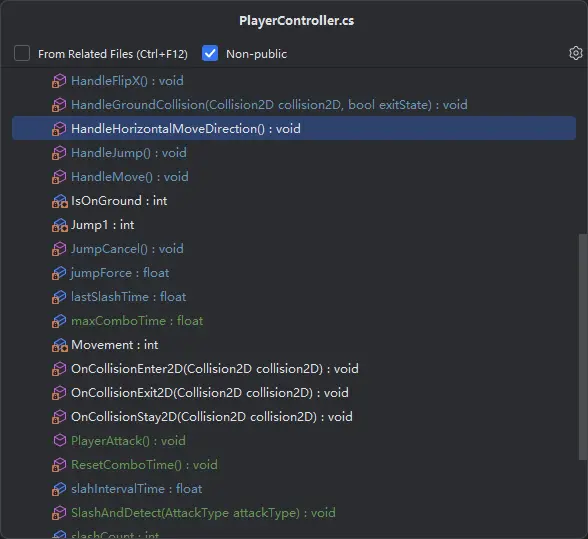 PlayerController.cs
From Related Files (Ctrl+F12) Non-public
HandleFlipX() : void
HandleGroundCollision(Collision2D collision2D, bool exitState) : void
HandleHorizontalMoveDirection() : void
HandleJump() : void
HandleMove() : void
IsOnGround : int
Jump1 : int
JumpCancel() : void
jumpForce : float
lastSlashTime : float
maxComboTime : float
Movement : int
OnCollisionEnter2D(Collision2D collision2D) : void
OnCollisionExit2D(Collision2D collision2D) : void
OnCollisionStay2D(Collision2D collision2D) : void
PlayerAttack() : void
ResetComboTime() : void
slahIntervalTime : float
SlashAndDetect(AttackType attackType) : void
slashCount : int